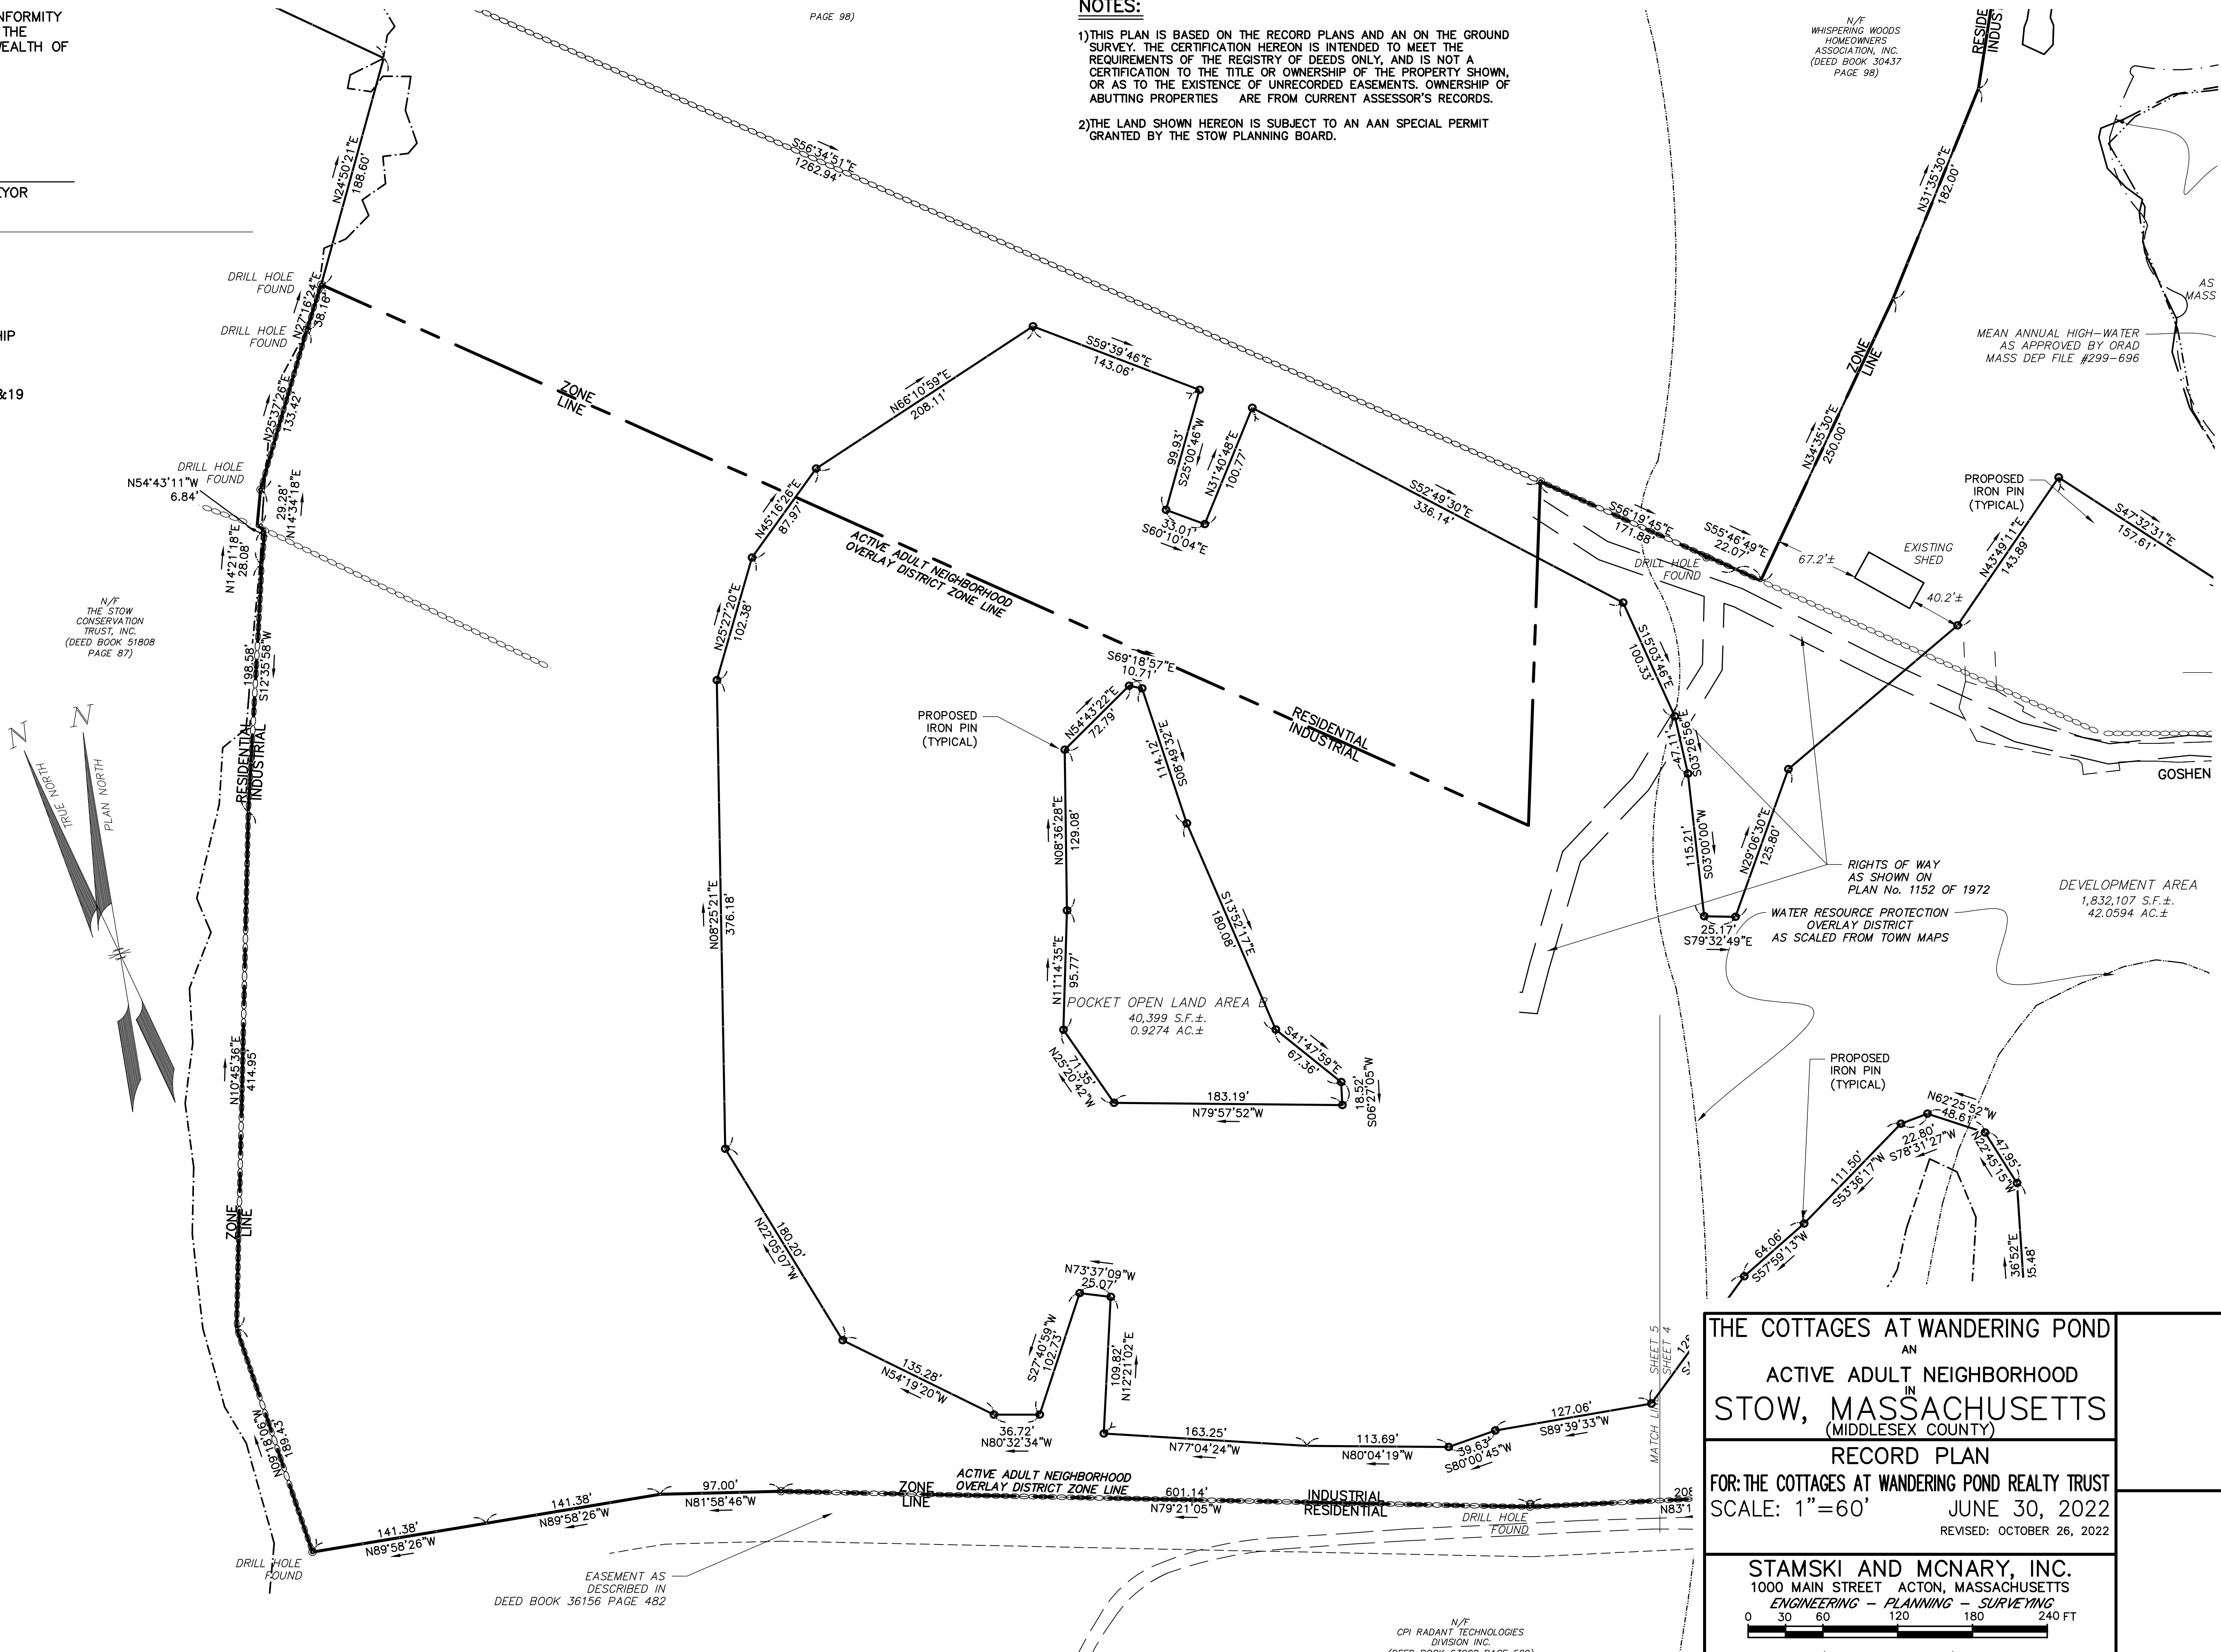 NFORMITY
THE
EALTH OF
YOR
HIP
&19
PAGE 98)
NOTES:
1)THIS PLAN IS BASED ON THE RECORD PLANS AND AN ON THE GROUND
SURVEY. THE CERTIFICATION HEREON IS INTENDED TO MEET THE
REQUIREMENTS OF THE REGISTRY OF DEEDS ONLY, AND IS NOT A
CERTIFICATION TO THE TITLE OR OWNERSHIP OF THE PROPERTY SHOWN,
OR AS TO THE EXISTENCE OF UNRECORDED EASEMENTS. OWNERSHIP OF
ABUTTING PROPERTIES ARE FROM CURRENT ASSESSOR'S RECORDS.
2)THE LAND SHOWN HEREON IS SUBJECT TO AN AAN SPECIAL PERMIT
GRANTED BY THE STOW PLANNING BOARD.
N/F
WHISPERING WOODS
HOMEOWNERS
ASSOCIATION, INC.
(DEED BOOK 30437
PAGE 98)
RESIDE
INDUS
N31°35'30"E
182.00'
AS
MASS
MEAN ANNUAL HIGH-WATER
AS APPROVED BY ORAD
MASS DEP FILE #299-696
ZONE
LINE
N34°35'30"E
250.00'
S56°34'51"E
1262.94'
N24°50'21"E
188.60'
DRILL HOLE
FOUND
N27°16'24"E
38.16'
DRILL HOLE
FOUND
N25°37'26"E
133.42'
DRILL HOLE
FOUND
N54°43'11"W
6.84'
29.28'
N14°34'18"E
N14°21'18"E
28.08'
N/F
THE STOW
CONSERVATION
TRUST, INC.
(DEED BOOK 51808
PAGE 87)
198.58'
S12°35'58"W
RESIDENTIAL
INDUSTRIAL
N
N
TRUE NORTH
PLAN NORTH
N10°45'36"E
414.95'
ZONE
LINE
N09°18'06"W
189.43'
DRILL HOLE
FOUND
ZONE
LINE
S59°39'46"E
143.06'
N66°10'59"E
208.11'
N45°16'26"E
87.97'
N25°27'20"E
102.38'
N08°25'21"E
376.18'
99.93'
S25°00'46"W
33.01'
S60°10'04"E
N31°40'48"E
100.77'
S52°49'30"E
336.14'
ACTIVE ADULT NEIGHBORHOOD
OVERLAY DISTRICT ZONE LINE
RESIDENTIAL
INDUSTRIAL
S56°19'45"E
171.88'
S55°46'49"E
22.07'
DRILL HOLE
FOUND
67.2'±
EXISTING
SHED
40.2'±
PROPOSED
IRON PIN
(TYPICAL)
N43°49'11"E
143.89'
S47°32'31"E
157.61'
GOSHEN
S15°03'46"E
100.33'
47.11'
S03°26'56"E
115.21'
S03°00'00"W
N29°06'30"E
125.80'
25.17'
S79°32'49"E
RIGHTS OF WAY
AS SHOWN ON
PLAN No. 1152 OF 1972
WATER RESOURCE PROTECTION
OVERLAY DISTRICT
AS SCALED FROM TOWN MAPS
DEVELOPMENT AREA
1,832,107 S.F.±.
42.0594 AC.±
PROPOSED
IRON PIN
(TYPICAL)
S69°18'57"E
10.71'
N54°43'22"E
72.79'
S08°49'32"E
114.12'
N08°36'28"E
129.08'
S13°52'17"E
180.08'
N11°14'35"E
95.77'
POCKET OPEN LAND AREA B
40,399 S.F.±.
0.9274 AC.±
S41°47'59"E
67.36'
71.35'
N25°20'42"W
183.19'
N79°57'52"W
18.52'
S06°27'05"W
180.20'
N22°05'07"W
135.28'
N54°19'20"W
36.72'
N80°32'34"W
N73°37'09"W
25.07'
S27°40'59"W
102.73'
109.82'
N12°21'02"E
163.25'
N77°04'24"W
113.69'
N80°04'19"W
39.63'
S80°00'45"W
127.06'
S89°39'33"W
MATCH LINE
SHEET 5
SHEET 4
PROPOSED
IRON PIN
(TYPICAL)
N62°25'52"W
48.61'
22.80'
S78°31'27"W
47.95'
N22°45'15"W
111.50'
S53°36'17"W
64.06'
S57°59'13"W
36'52"E
5.48'
141.38'
N89°58'26"W
141.38'
N89°58'26"W
97.00'
N81°58'46"W
ZONE
LINE
ACTIVE ADULT NEIGHBORHOOD
OVERLAY DISTRICT ZONE LINE
601.14'
N79°21'05"W
INDUSTRIAL
RESIDENTIAL
DRILL HOLE
FOUND
208
N83°1
EASEMENT AS
DESCRIBED IN
DEED BOOK 36156 PAGE 482
N/F
CPI RADANT TECHNOLOGIES
DIVISION INC.
THE COTTAGES AT WANDERING POND
AN
ACTIVE ADULT NEIGHBORHOOD
IN
STOW, MASSACHUSETTS
(MIDDLESEX COUNTY)
RECORD PLAN
FOR: THE COTTAGES AT WANDERING POND REALTY TRUST
SCALE: 1"=60' JUNE 30, 2022
REVISED: OCTOBER 26, 2022
STAMSKI AND MCNARY, INC.
1000 MAIN STREET ACTON, MASSACHUSETTS
ENGINEERING - PLANNING - SURVEYING
0 30 60 120 180 240 FT